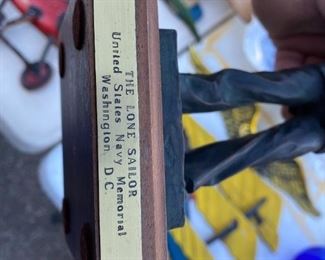 THE LONE SAILOR
United States Navy Memorial
Washington, D.C.